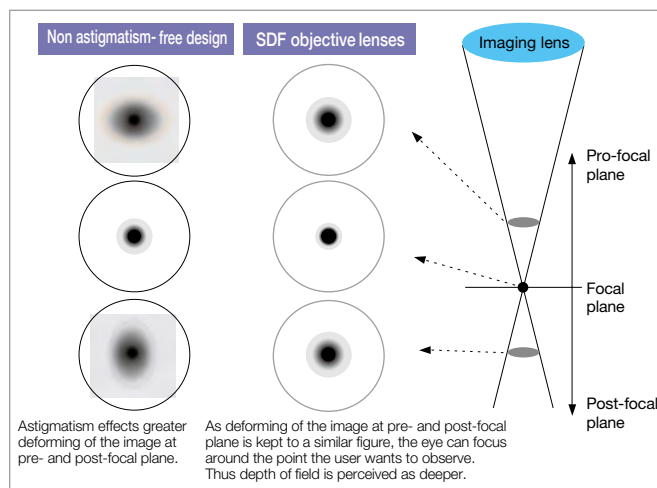 Non astigmatism- free design
SDF objective lenses
Imaging lens
Pro-focal
plane
Focal
plane
Post-focal
plane
Astigmatism effects greater
deforming of the image at
pre- and post-focal plane.
As deforming of the image at pre- and post-focal
plane is kept to a similar figure, the eye can focus
around the point the user wants to observe.
Thus depth of field is perceived as deeper.